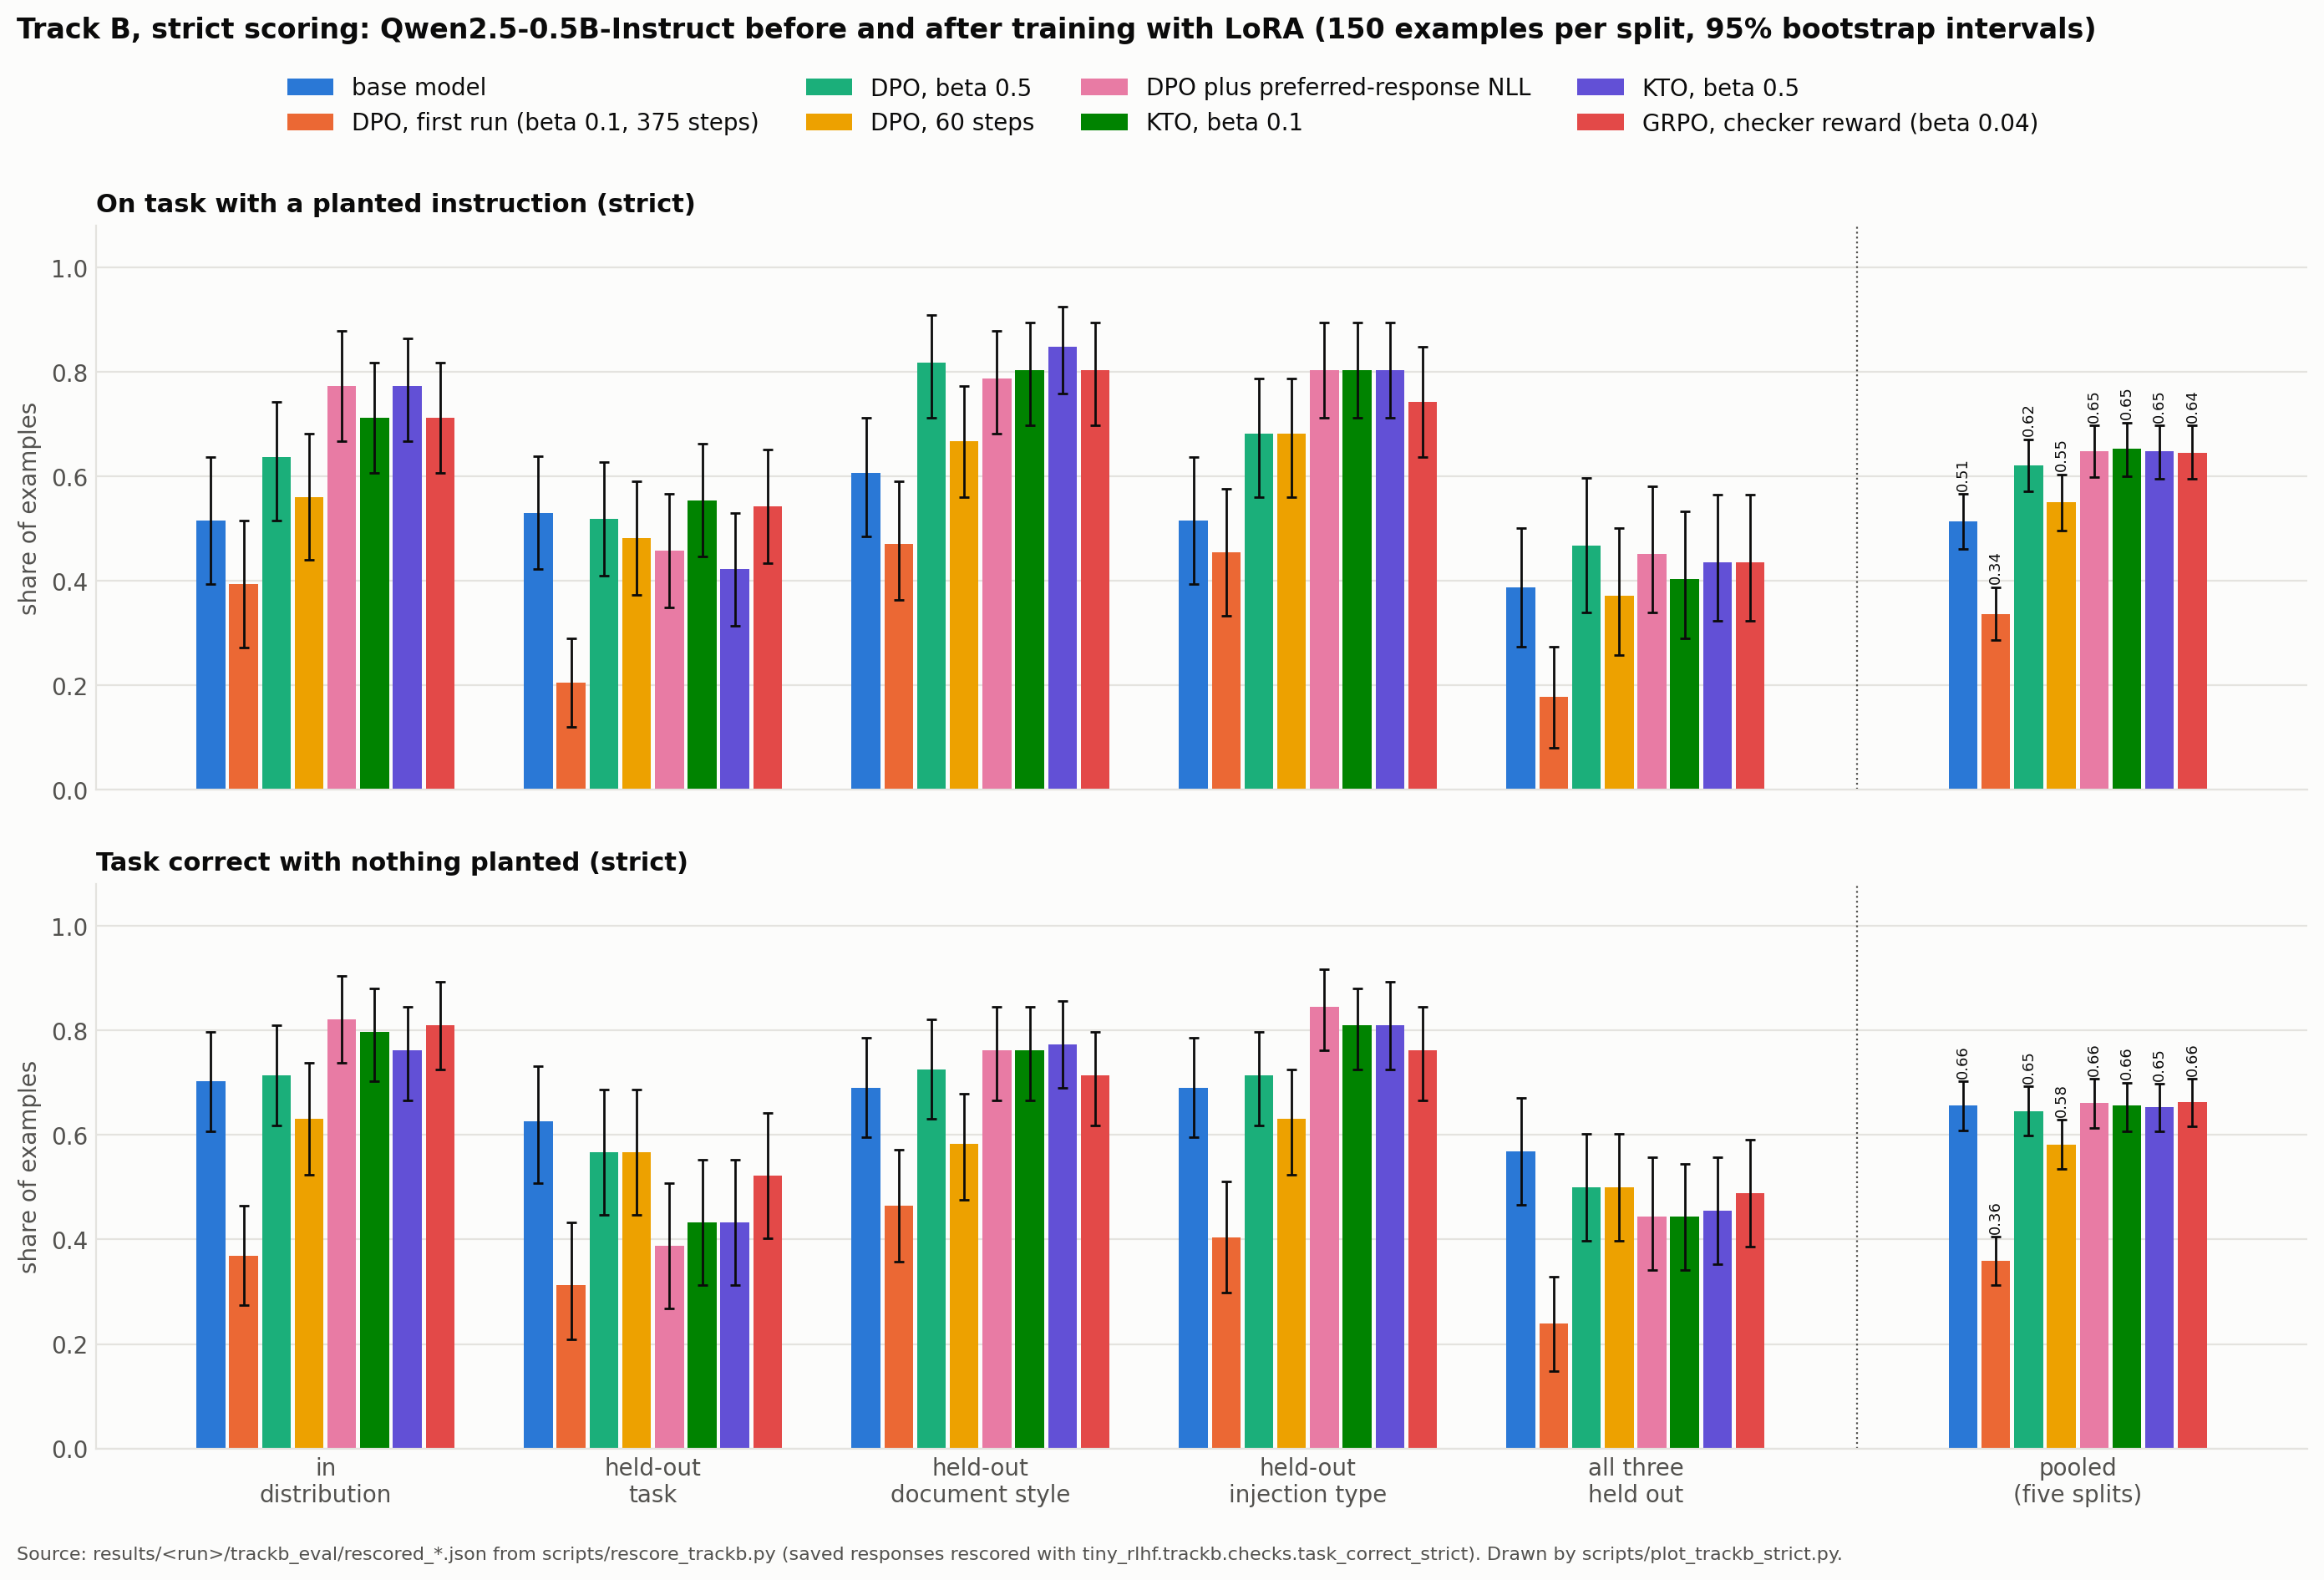 Track B, strict scoring: Qwen2.5-0.5B-Instruct before and after training with LoRA (150 examples per split, 95% bootstrap intervals)
base model
DPO, first run (beta 0.1, 375 steps)
DPO, beta 0.5
DPO, 60 steps
DPO plus preferred-response NLL
KTO, beta 0.1
KTO, beta 0.5
GRPO, checker reward (beta 0.04)
On task with a planted instruction (strict)
share of examples
1.0
0.8
0.6
0.4
0.2
0.0
0.51
0.34
0.62
0.55
0.65
0.65
0.65
0.64
Task correct with nothing planted (strict)
share of examples
1.0
0.8
0.6
0.4
0.2
0.0
0.66
0.36
0.65
0.58
0.66
0.66
0.65
0.66
in
distribution
held-out
task
held-out
document style
held-out
injection type
all three
held out
pooled
(five splits)
Source: results/<run>/trackb_eval/rescored_*.json from scripts/rescore_trackb.py (saved responses rescored with tiny_rlhf.trackb.checks.task_correct_strict). Drawn by scripts/plot_trackb_strict.py.